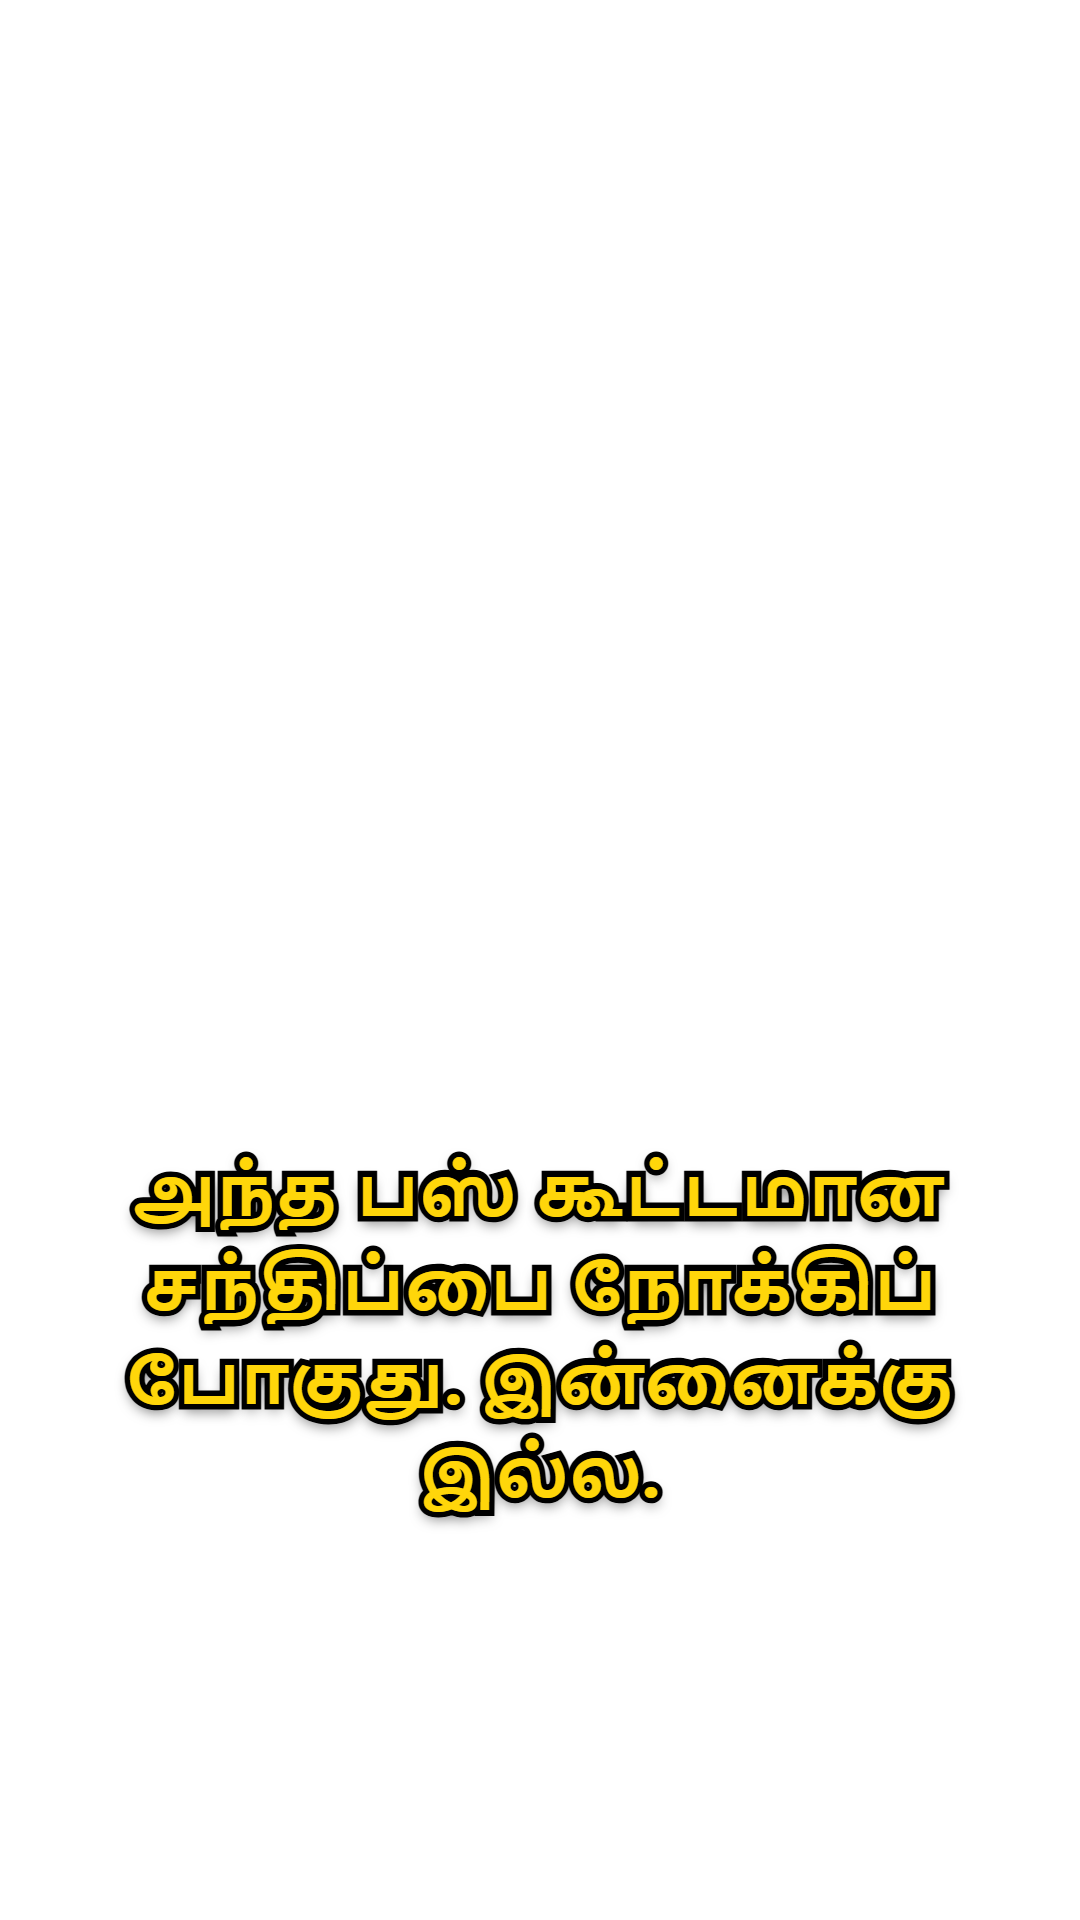 அந்த பஸ் கூட்டமான
சந்திப்பை நோக்கிப்
போகுது. இன்னைக்கு
இல்ல.